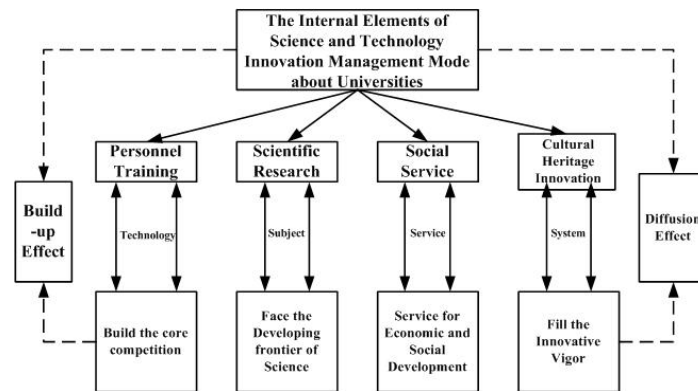 The Internal Elements of
Science and Technology
Innovation Management Mode
about Universities
Personnel
Training
Scientific
Research
Social
Service
Cultural
Heritage
Innovation
Build
-up
Effect
Technology
Subject
Service
System
Diffusion
Effect
Build the core
competition
Face the
Developing
frontier of
Science
Service for
Economic and
Social
Development
Fill the
Innovative
Vigor